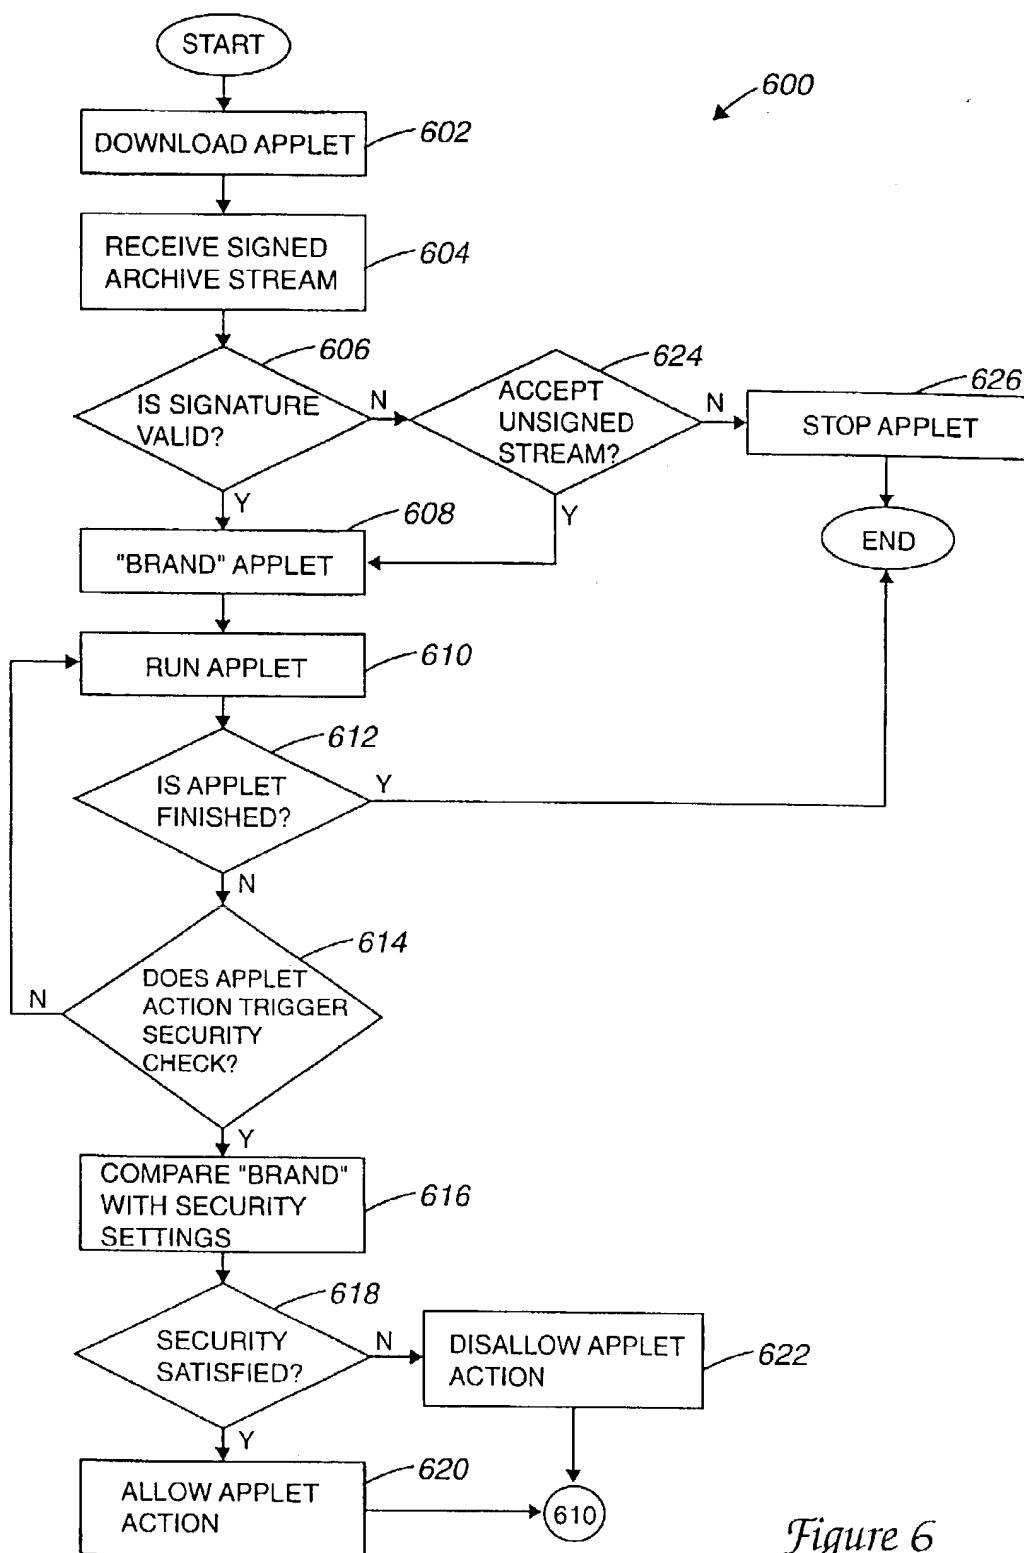 START
600
DOWNLOAD APPLET
602
RECEIVE SIGNED
ARCHIVE STREAM
604
606
IS SIGNATURE
VALID?
N
Y
624
ACCEPT
UNSIGNED
STREAM?
N
Y
626
STOP APPLET
END
608
"BRAND" APPLET
RUN APPLET
610
612
IS APPLET
FINISHED?
Y
N
614
DOES APPLET
ACTION TRIGGER
SECURITY
CHECK?
N
Y
COMPARE "BRAND"
WITH SECURITY
SETTINGS
616
618
SECURITY
SATISFIED?
N
Y
DISALLOW APPLET
ACTION
622
620
ALLOW APPLET
ACTION
610
Figure 6